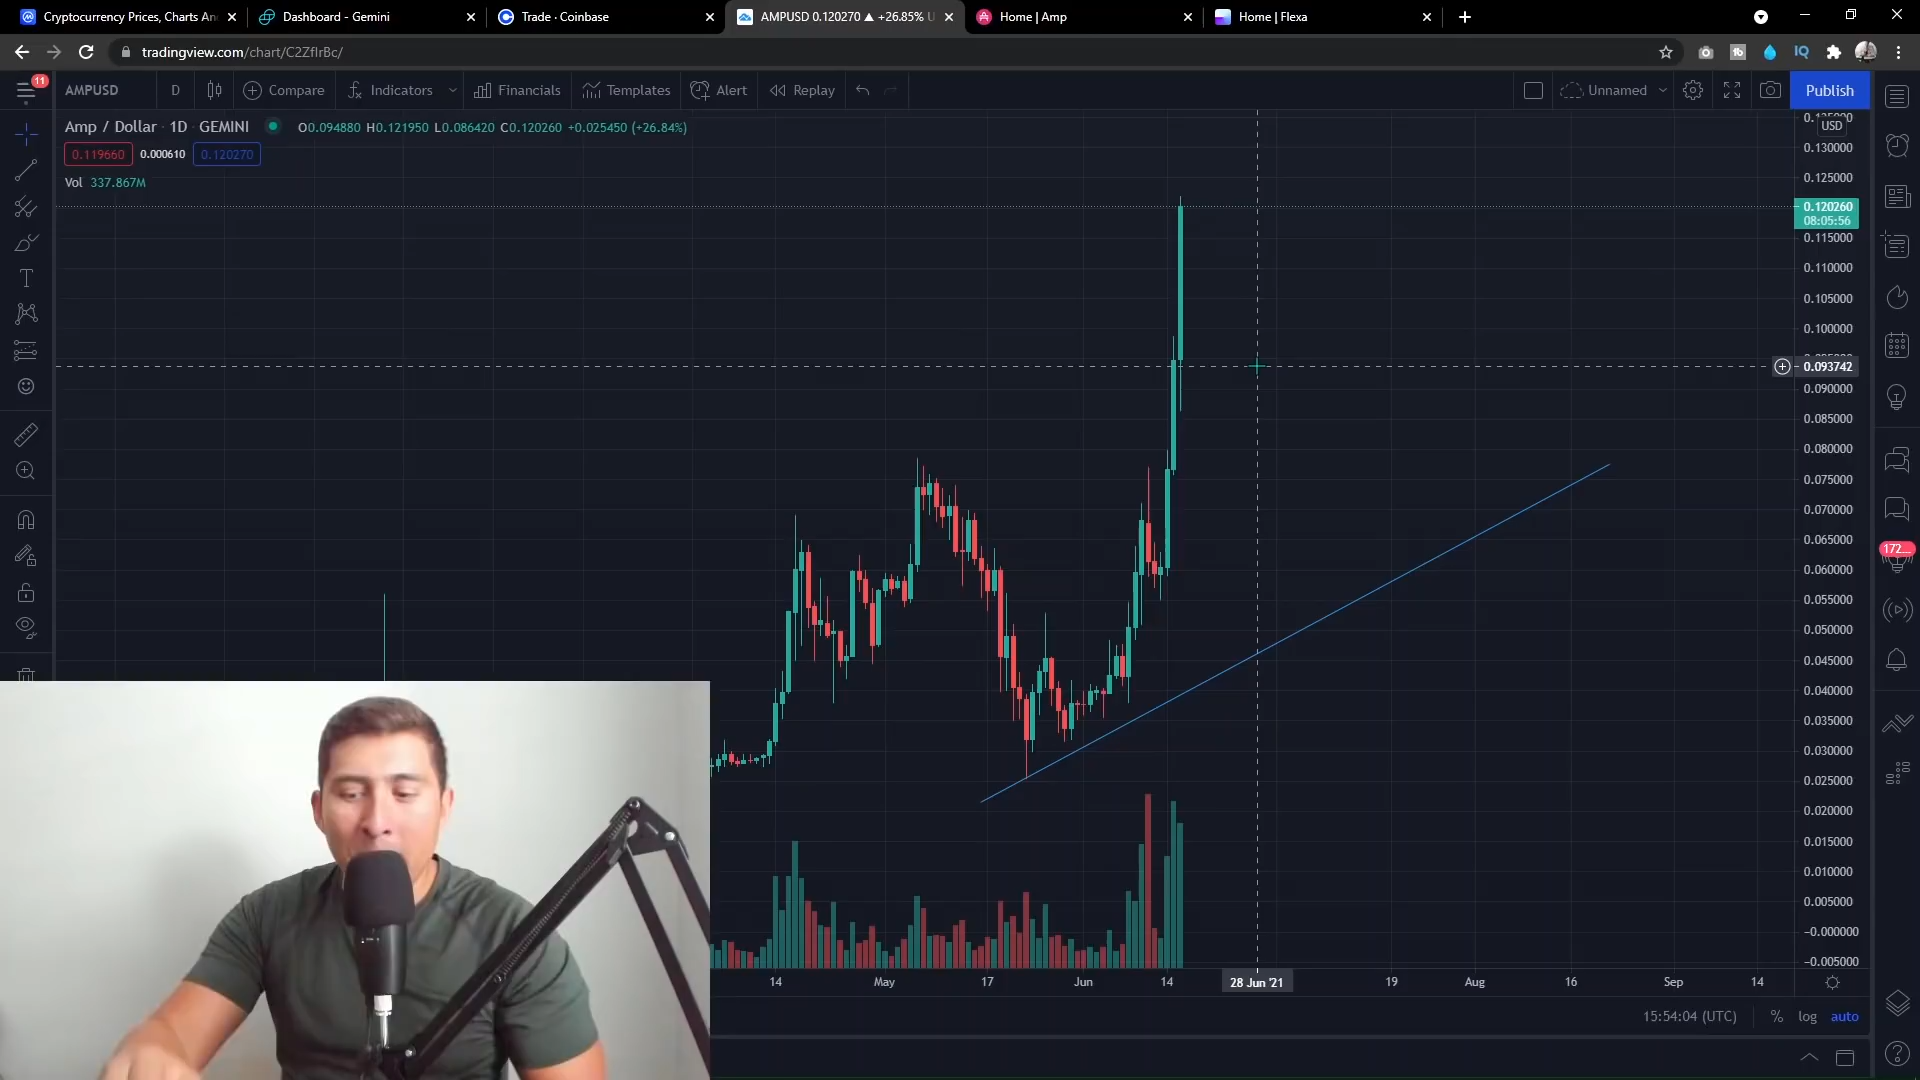 Cryptocurrency Prices, Charts An
Dashboard - Gemini
Trade · Coinbase
AMPUSD 0.120270 ▲ +26.85% U
Home | Amp
Home | Flexa
tradingview.com/chart/C2ZfIrBc/
11
AMPUSD
D
Compare
Indicators
Financials
Templates
Alert
Replay
Unnamed
Publish
Amp / Dollar · 1D · GEMINI
O0.094880 H0.121950 L0.086420 C0.120260 +0.025450 (+26.84%)
0.119660 0.000610 0.120270
Vol 337.867M
USD
0.130000
0.125000
0.120260
08:05:56
0.115000
0.110000
0.105000
0.100000
0.093742
0.090000
0.085000
0.080000
0.075000
0.070000
0.065000
0.060000
0.055000
0.050000
0.045000
0.040000
0.035000
0.030000
0.025000
0.020000
0.015000
0.010000
0.005000
−0.000000
−0.005000
172...
14 May 17 Jun 14 28 Jun '21 19 Aug 16 Sep 14
15:54:04 (UTC) % log auto